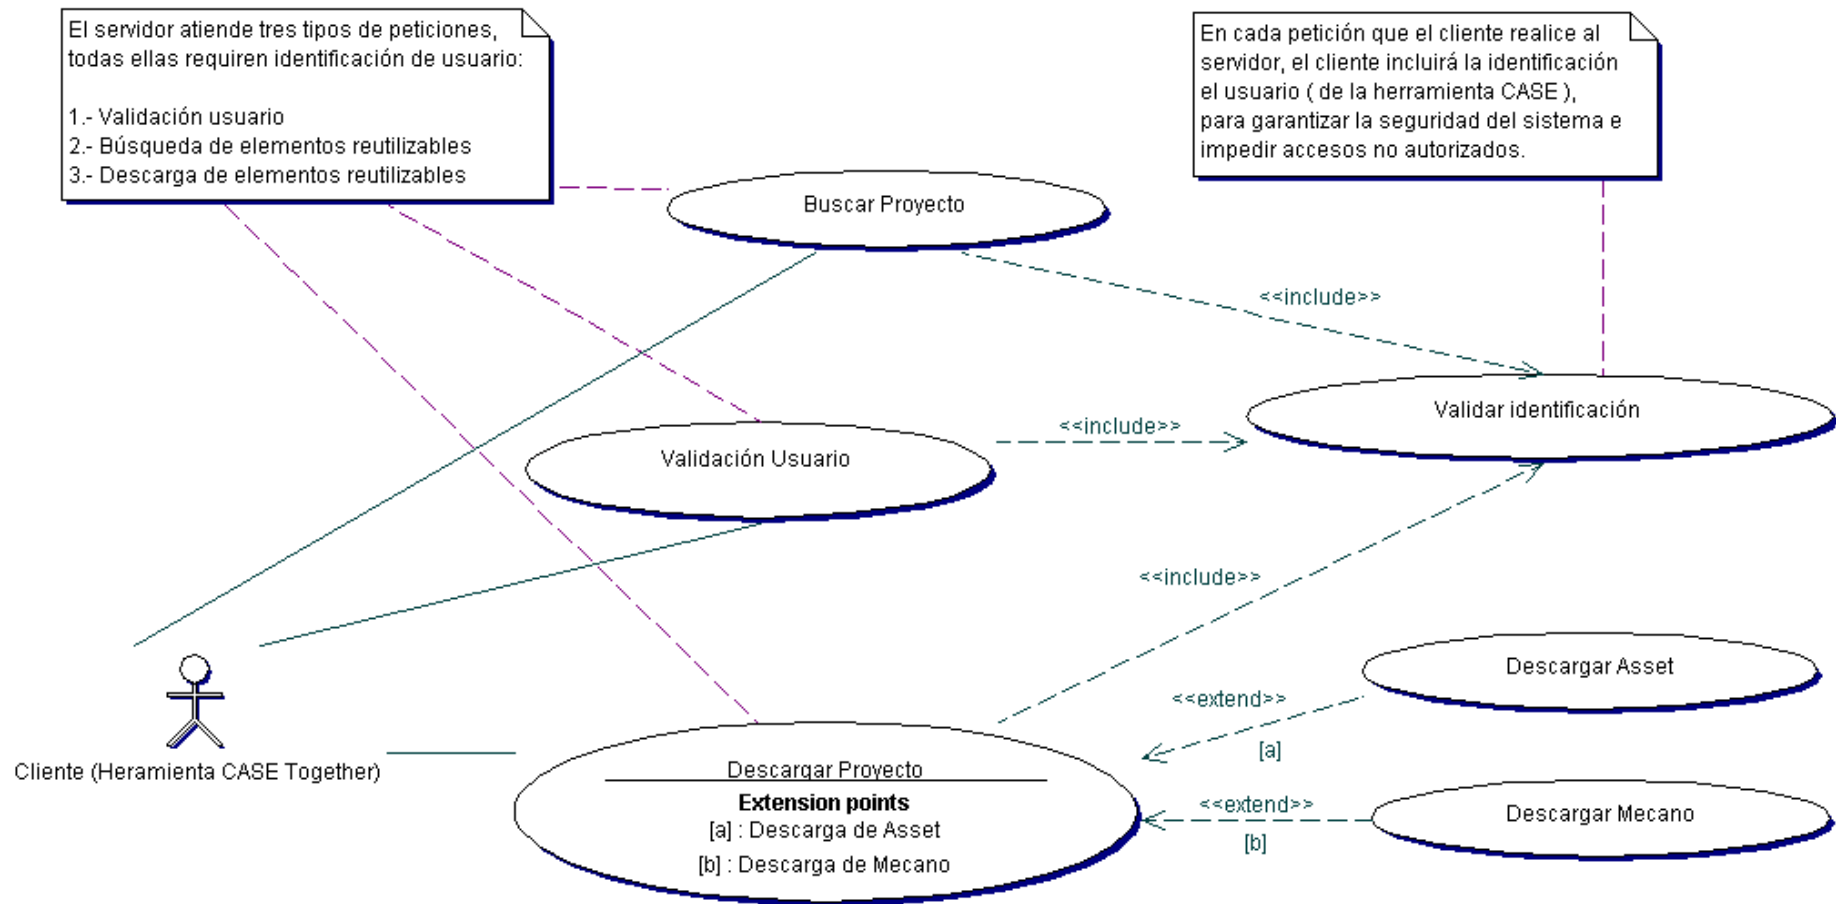 El servidor atiende tres tipos de peticiones,
todas ellas requiren identificación de usuario:
1.- Validación usuario
2.- Búsqueda de elementos reutilizables
3.- Descarga de elementos reutilizables
En cada petición que el cliente realice al
servidor, el cliente incluirá la identificación
el usuario ( de la herramienta CASE ),
para garantizar la seguridad del sistema e
impedir accesos no autorizados.
Buscar Proyecto
<<include>>
Validar identificación
<<include>>
Validación Usuario
<<include>>
Descargar Asset
<<extend>>
[a]
Cliente (Heramienta CASE Together)
Descargar Proyecto
Extension points
[a] : Descarga de Asset
[b] : Descarga de Mecano
<<extend>>
[b]
Descargar Mecano